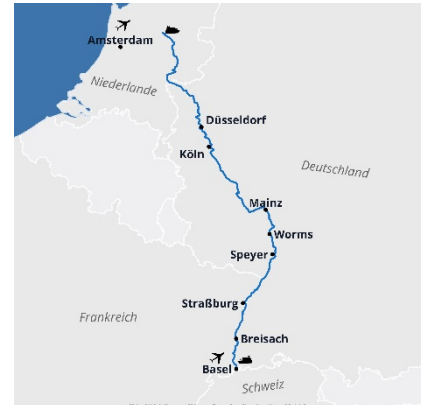 Amsterdam
Niederlande
Düsseldorf
Köln
Deutschland
Mainz
Worms
Speyer
Straßburg
Frankreich
Breisach
Basel
Schweiz